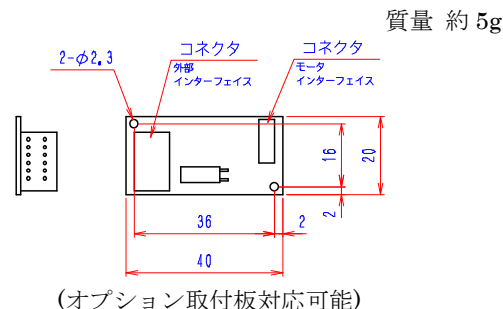 質量 約 5g
コネクタ
コネクタ
2-φ2.3
外部
インターフェイス
モータ
インターフェイス
16
20
2
36
2
40
(オプション取付板対応可能)